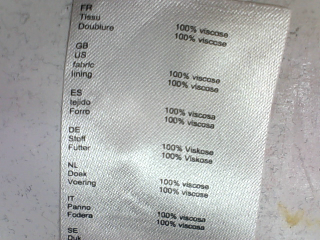 FR
Tissu 100% viscose
Doublure 100% viscose
GB
US
fabric 100% viscose
lining 100% viscose
ES
tejido 100% viscosa
Forro 100% viscosa
DE
Stoff 100% Viskose
Futter 100% Viskose
NL
Doek 100% viscose
Voering 100% viscose
IT
Panno 100% viscosa
Fodera 100% viscosa
SE
Duk